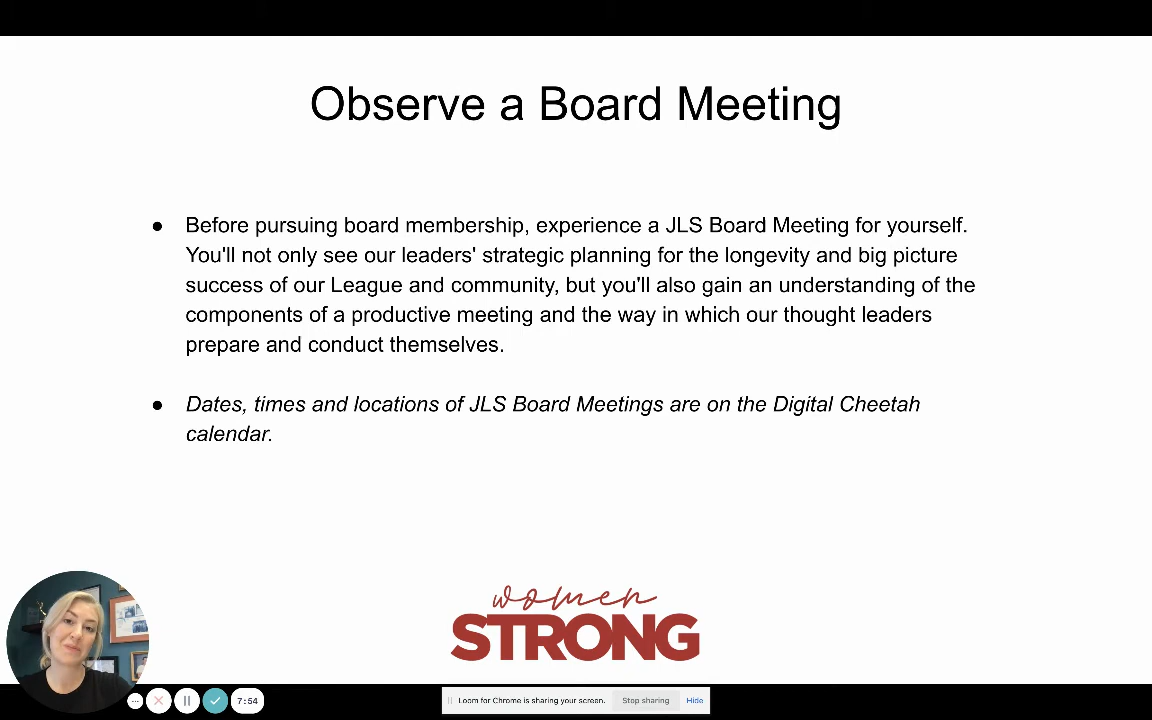 Observe a Board Meeting
● Before pursuing board membership, experience a JLS Board Meeting for yourself.
You'll not only see our leaders' strategic planning for the longevity and big picture
success of our League and community, but you'll also gain an understanding of the
components of a productive meeting and the way in which our thought leaders
prepare and conduct themselves.
● Dates, times and locations of JLS Board Meetings are on the Digital Cheetah
calendar.
women
STRONG
7:54
Loom for Chrome is sharing your screen. Stop sharing Hide